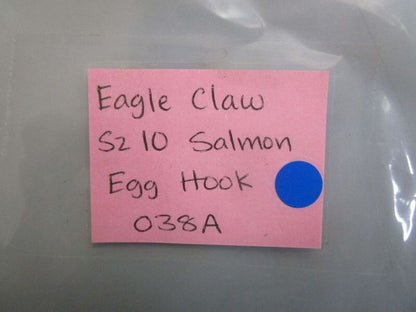 Eagle Claw
Sz 10 Salmon
Egg Hook
038A